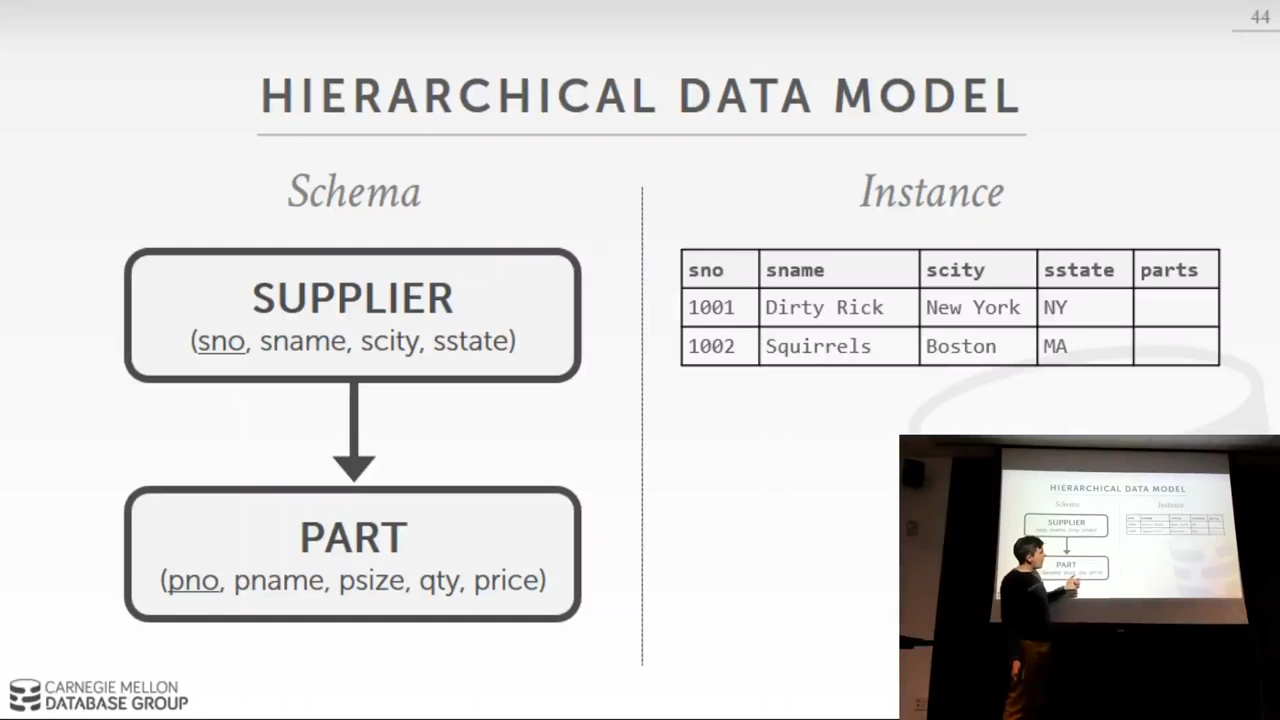 44
HIERARCHICAL DATA MODEL
Schema
Instance
SUPPLIER
(sno, sname, scity, sstate)
PART
(pno, pname, psize, qty, price)
sno sname scity sstate parts
1001 Dirty Rick New York NY
1002 Squirrels Boston MA
HIERARCHICAL DATA MODEL
Schema
Instance
SUPPLIER
PART
CARNEGIE MELLON
DATABASE GROUP